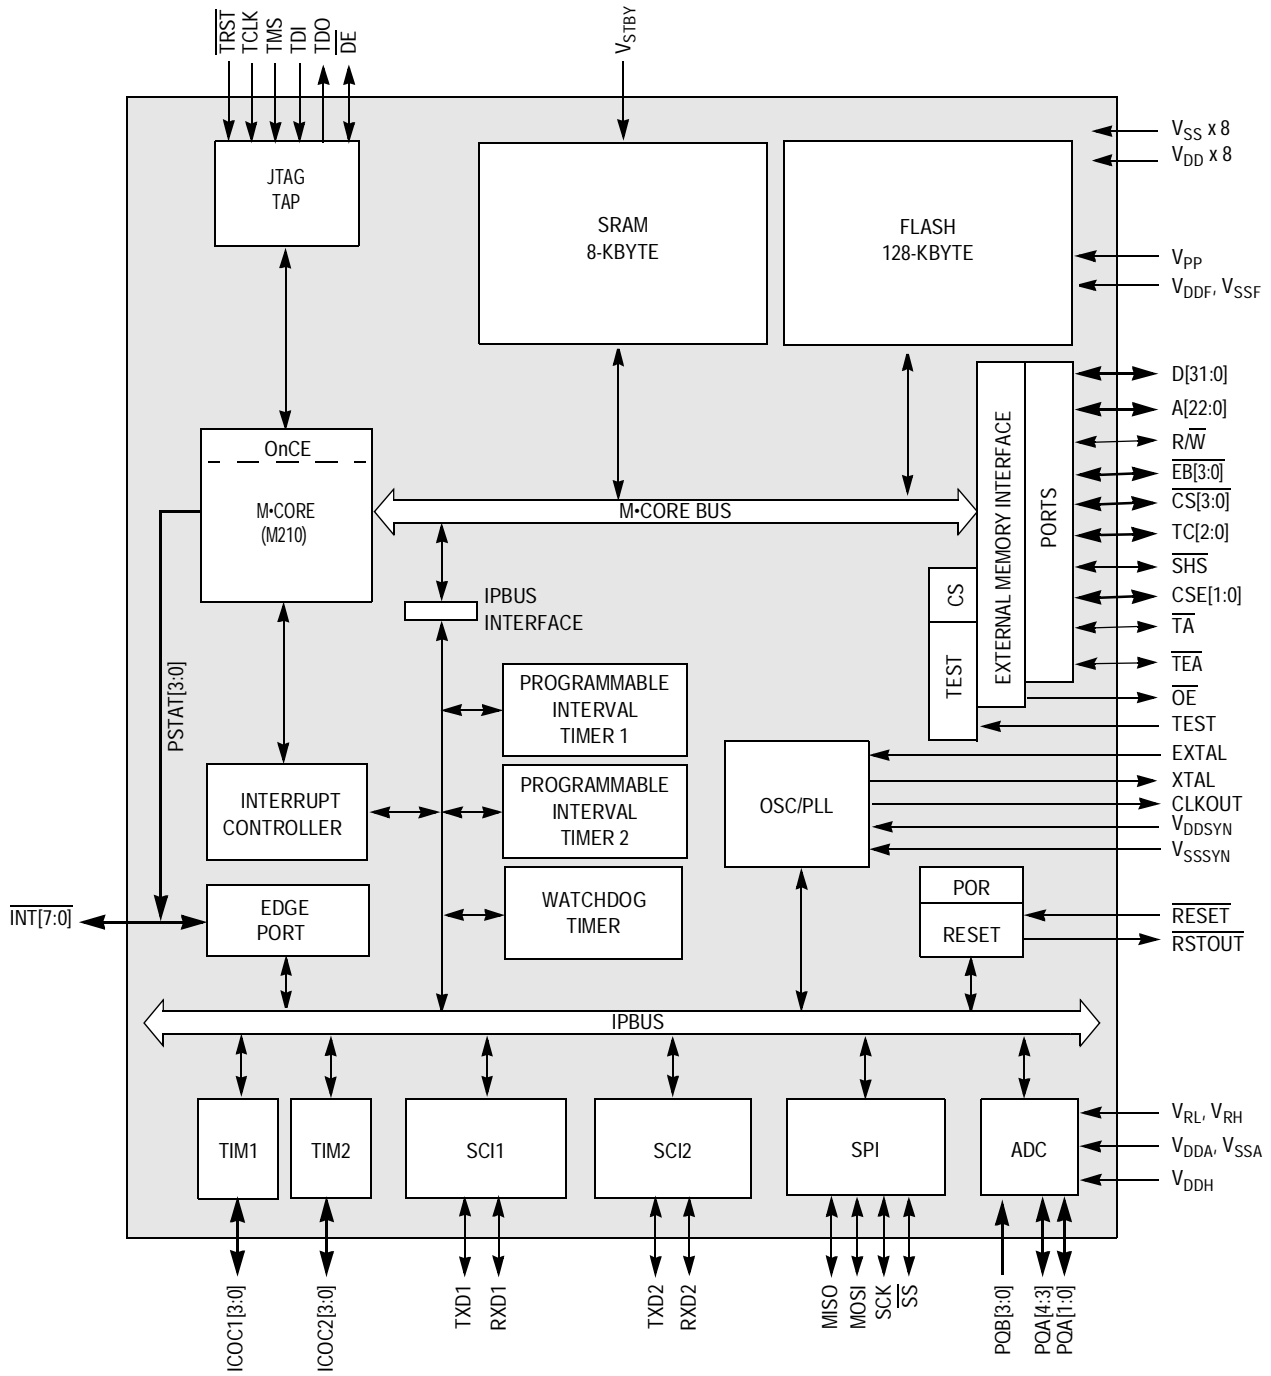 TRST
TCLK
TMS
TDI
TDO
DE
VSTBY
JTAG
TAP
SRAM
8-KBYTE
FLASH
128-KBYTE
VSS x 8
VDD x 8
VPP
VDDF, VSSF
D[31:0]
A[22:0]
R/W
EB[3:0]
CS[3:0]
TC[2:0]
SHS
CSE[1:0]
TA
TEA
OE
TEST
EXTAL
XTAL
CLKOUT
VDDSYN
VSSSYN
RESET
RSTOUT
OnCE
M•CORE
(M210)
M•CORE BUS
EXTERNAL MEMORY INTERFACE
PORTS
CS
TEST
IPBUS
INTERFACE
PSTAT[3:0]
PROGRAMMABLE
INTERVAL
TIMER 1
PROGRAMMABLE
INTERVAL
TIMER 2
INTERRUPT
CONTROLLER
OSC/PLL
WATCHDOG
TIMER
POR
RESET
INT[7:0]
EDGE
PORT
IPBUS
TIM1
TIM2
SCI1
SCI2
SPI
ADC
VRL, VRH
VDDA, VSSA
VDDH
ICOC1[3:0]
ICOC2[3:0]
TXD1
RXD1
TXD2
RXD2
MISO
MOSI
SCK
SS
PQB[3:0]
PQA[4:3]
PQA[1:0]